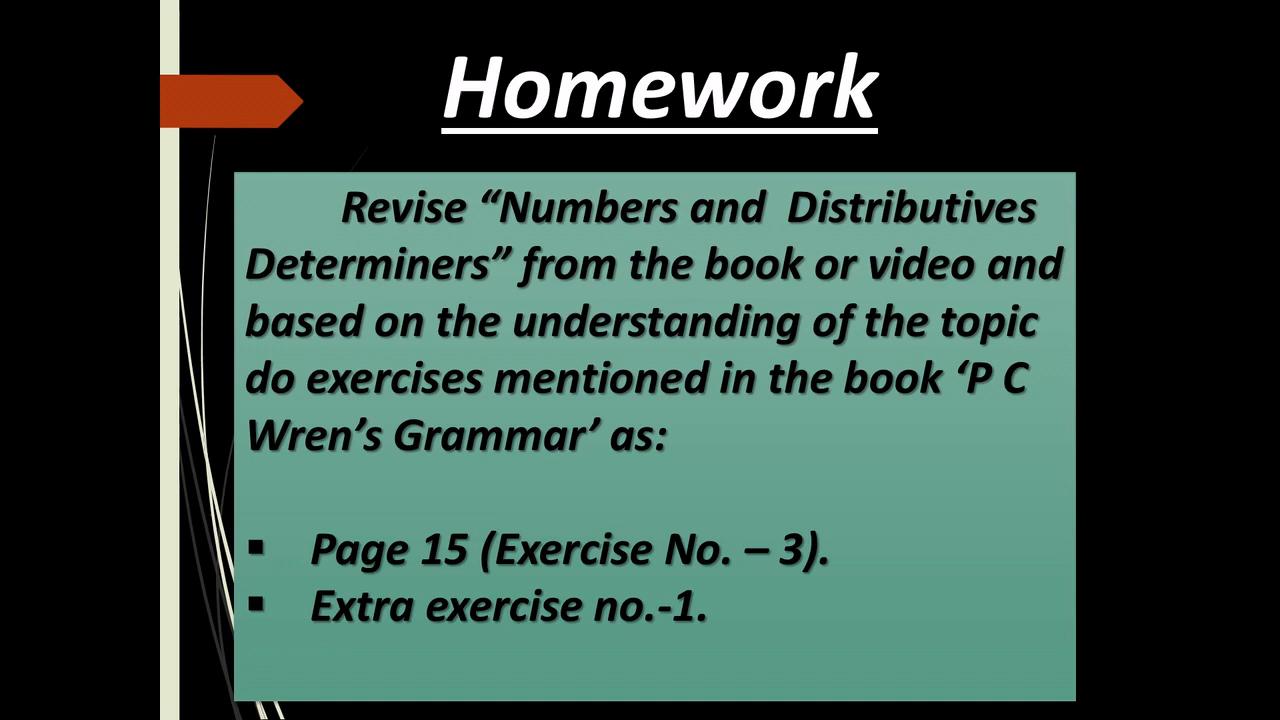 Homework
Revise “Numbers and Distributives
Determiners” from the book or video and
based on the understanding of the topic
do exercises mentioned in the book ‘P C
Wren’s Grammar’ as:
▪ Page 15 (Exercise No. – 3).
▪ Extra exercise no.-1.